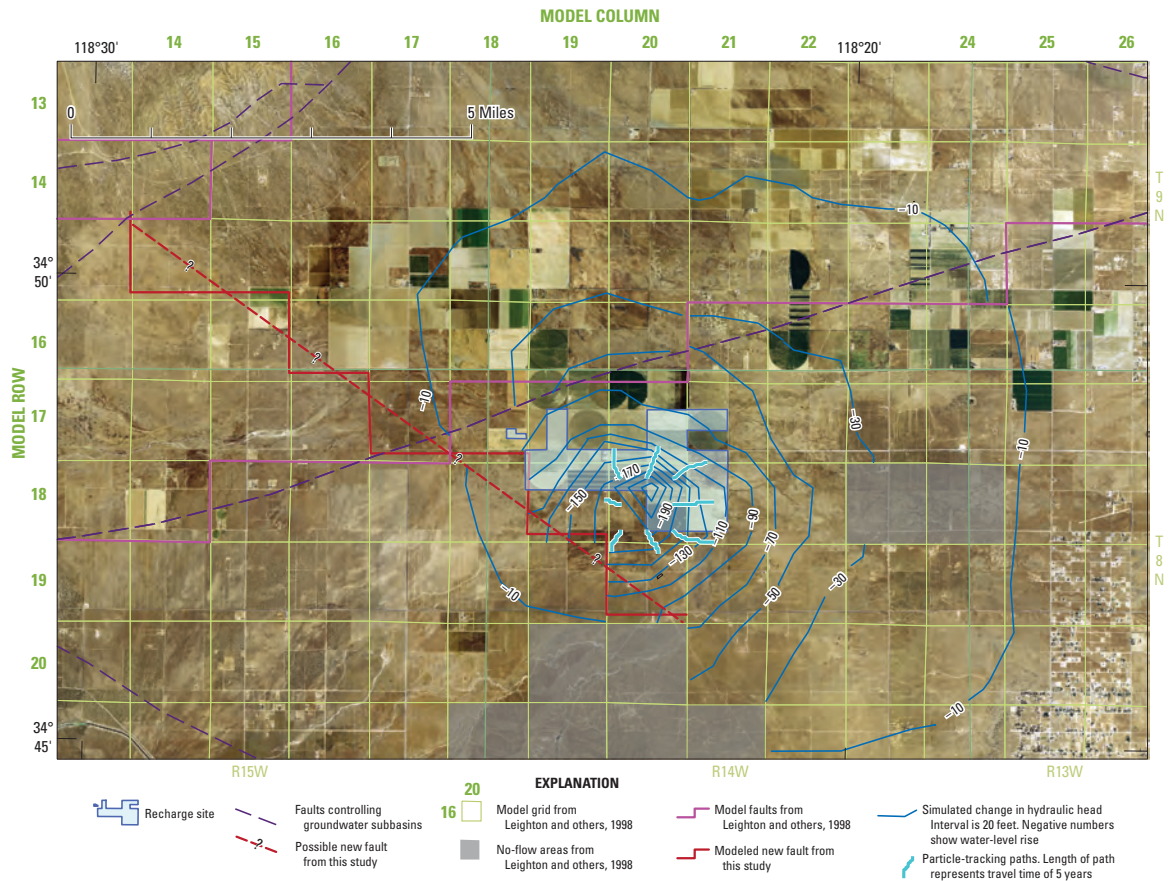 MODEL COLUMN
118°30'
14
15
16
17
18
19
20
21
22
118°20'
24
25
26
MODEL ROW
13
14
34°
50'
16
17
18
19
20
34°
45'
0
5 Miles
T
9
N
T
8
N
?
?
?
?
–10
–10
–30
–10
170
–150
–190
–90
–110
–70
–130
–10
–30
–50
–10
R15W
R14W
R13W
EXPLANATION
Recharge site
Faults controlling
groundwater subbasins
?
Possible new fault
from this study
20
16
Model grid from
Leighton and others, 1998
No-flow areas from
Leighton and others, 1998
Model faults from
Leighton and others, 1998
Modeled new fault from
this study
Simulated change in hydraulic head
Interval is 20 feet. Negative numbers
show water-level rise
Particle-tracking paths. Length of path
represents travel time of 5 years